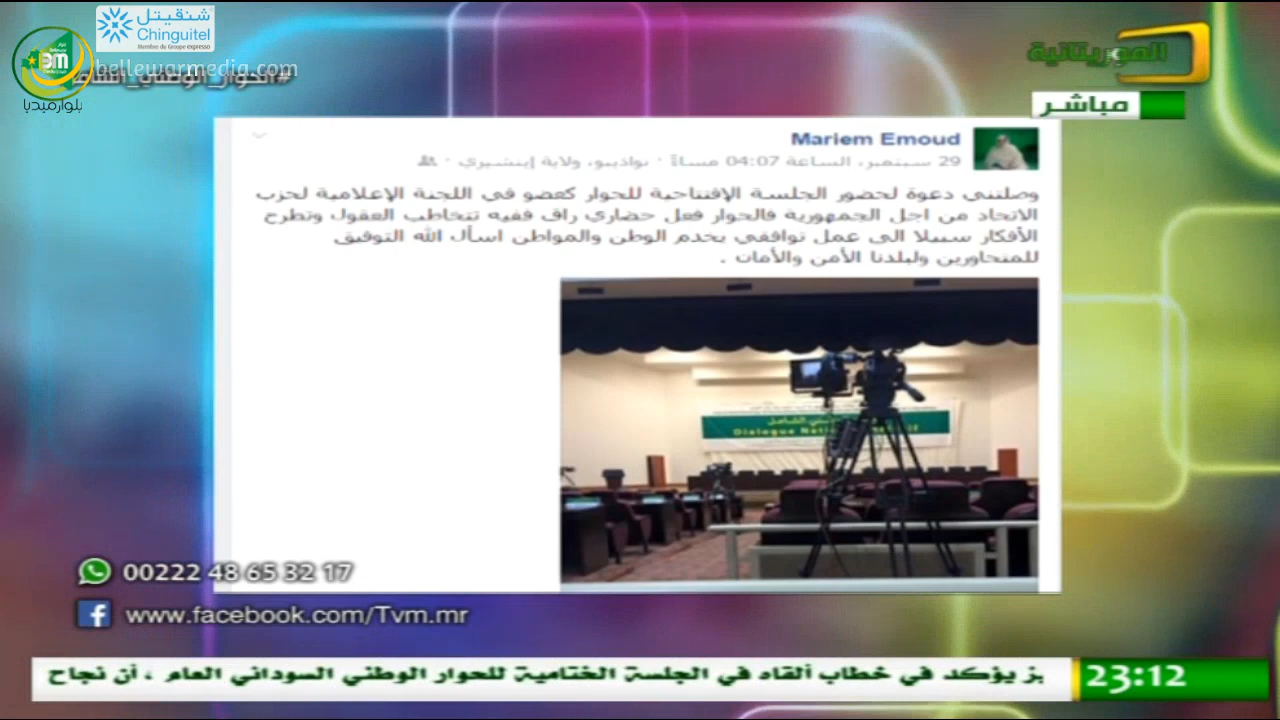 شنقيتل
Chinguitel
Membre du Groupe expresso
bellewarmedia.com
#الحوار_الوطني_الشامل
بلوارميديا
الموريتانية
مباشر
Mariem Emoud
29 سبتمبر، الساعة 04:07 مساءً · نواذيبو، ولاية إينشيري ·
وصلتني دعوة لحضور الجلسة الإفتتاحية للحوار كعضو في اللجنة الإعلامية لحزب
الاتحاد من اجل الجمهورية فالحوار فعل حضاري راق ففيه تتخاطب العقول وتطرح
الأفكار سبيلا الى عمل توافقي يخدم الوطن والمواطن اسأل الله التوفيق
للمتحاورين ولبلدنا الأمن والأمان .
الشامل
Dialogue
00222 48 65 32 17
www.facebook.com/Tvm.mr
يز يؤكد في خطاب ألقاه في الجلسة الختامية للحوار الوطني السوداني العام ، أن نجاح
23:12